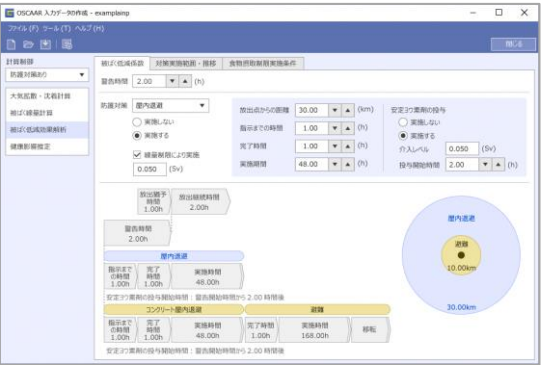 OSCAAR 入力データの作成 - exampleinp
ファイル (F) ツール (T) ヘルプ (H)
閉じる
計算制御
防護対策あり
大気拡散・沈着計算
被ばく線量計算
被ばく低減効果解析
健康影響推定
被ばく低減係数 対策実施範囲・推移 食物摂取制限実施条件
警告時間 2.00 (h)
防護対策 屋内退避
実施しない
実施する
線量制限により実施
0.050 (Sv)
放出点からの距離 30.00 (km)
指示までの時間 1.00 (h)
完了時間 1.00 (h)
実施期間 48.00 (h)
安定ヨウ素剤の投与
実施しない
実施する
介入レベル 0.050 (Sv)
投与開始時間 2.00 (h)
放出猶予時間
1.00h
放出継続時間
2.00h
警告時間
2.00h
屋内退避
指示までの時間
1.00h
完了時間
1.00h
実施時間
48.00h
安定ヨウ素剤の投与開始時間：警告開始時間から 2.00 時間後
コンクリート屋内退避 避難
指示までの時間
1.00h
完了時間
1.00h
実施時間
48.00h
完了時間
1.00h
実施時間
168.00h
移転
安定ヨウ素剤の投与開始時間：警告開始時間から 2.00 時間後
屋内退避
避難
10.00km
30.00km